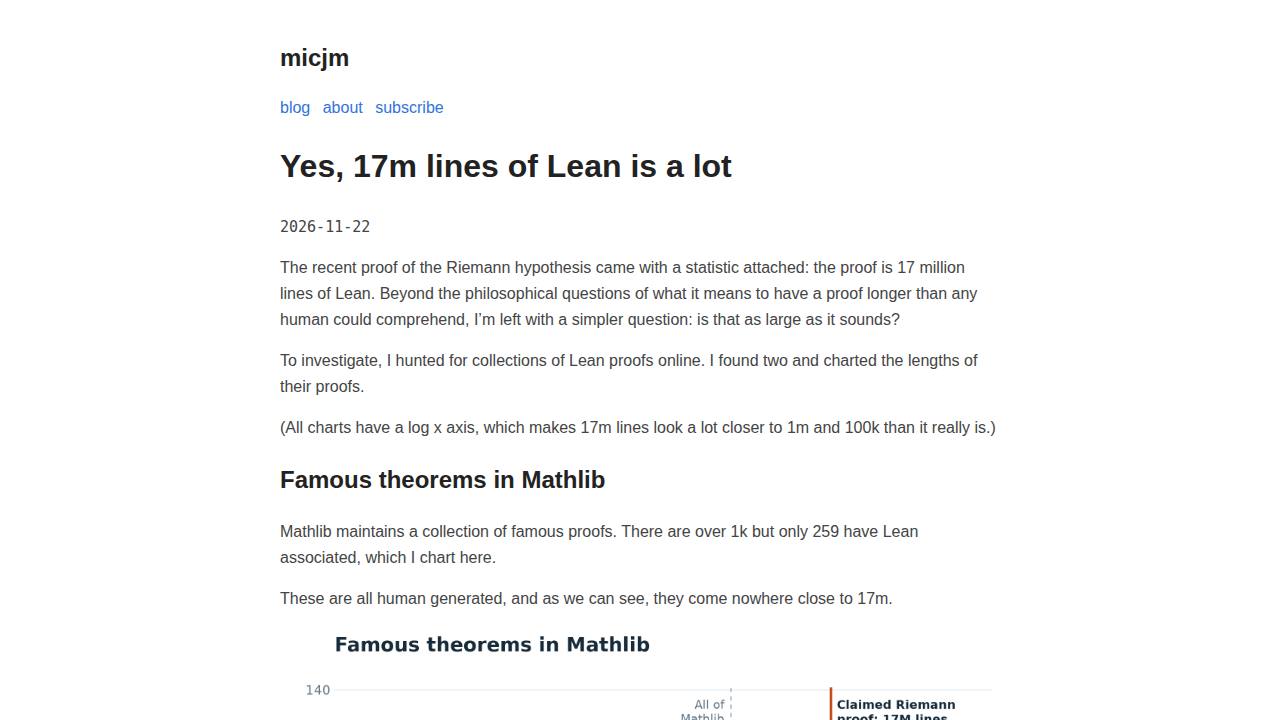 micjm
blog about subscribe
Yes, 17m lines of Lean is a lot
2026-11-22
The recent proof of the Riemann hypothesis came with a statistic attached: the proof is 17 million
lines of Lean. Beyond the philosophical questions of what it means to have a proof longer than any
human could comprehend, I’m left with a simpler question: is that as large as it sounds?
To investigate, I hunted for collections of Lean proofs online. I found two and charted the lengths of
their proofs.
(All charts have a log x axis, which makes 17m lines look a lot closer to 1m and 100k than it really is.)
Famous theorems in Mathlib
Mathlib maintains a collection of famous proofs. There are over 1k but only 259 have Lean
associated, which I chart here.
These are all human generated, and as we can see, they come nowhere close to 17m.
Famous theorems in Mathlib
140
All of
Mathlib
Claimed Riemann
proof: 17M lines